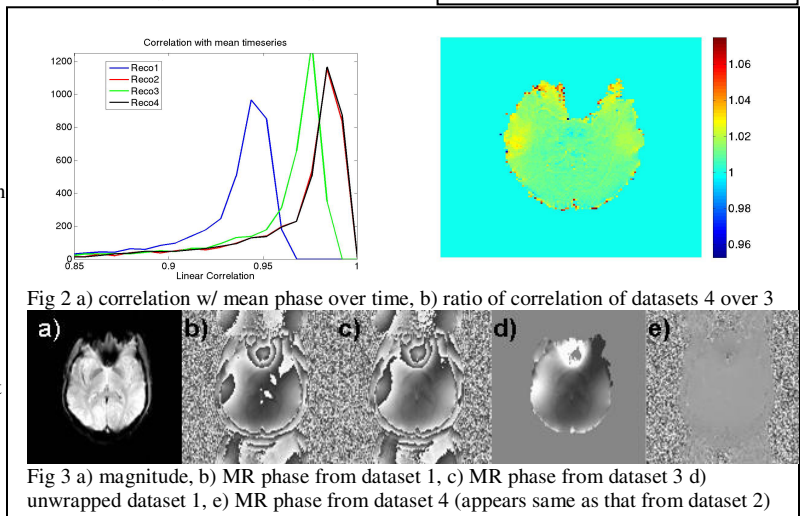 Correlation with mean timeseries
1200
1000
800
600
400
200
0
Reco1
Reco2
Reco3
Reco4
0.85
0.9
0.95
1
Linear Correlation
1.06
1.04
1.02
1
0.98
0.96
n
t
Fig 2 a) correlation w/ mean phase over time, b) ratio of correlation of datasets 4 over 3
a)
b)
c)
d)
e)
Fig 3 a) magnitude, b) MR phase from dataset 1, c) MR phase from dataset 3 d)
unwrapped dataset 1, e) MR phase from dataset 4 (appears same as that from dataset 2)